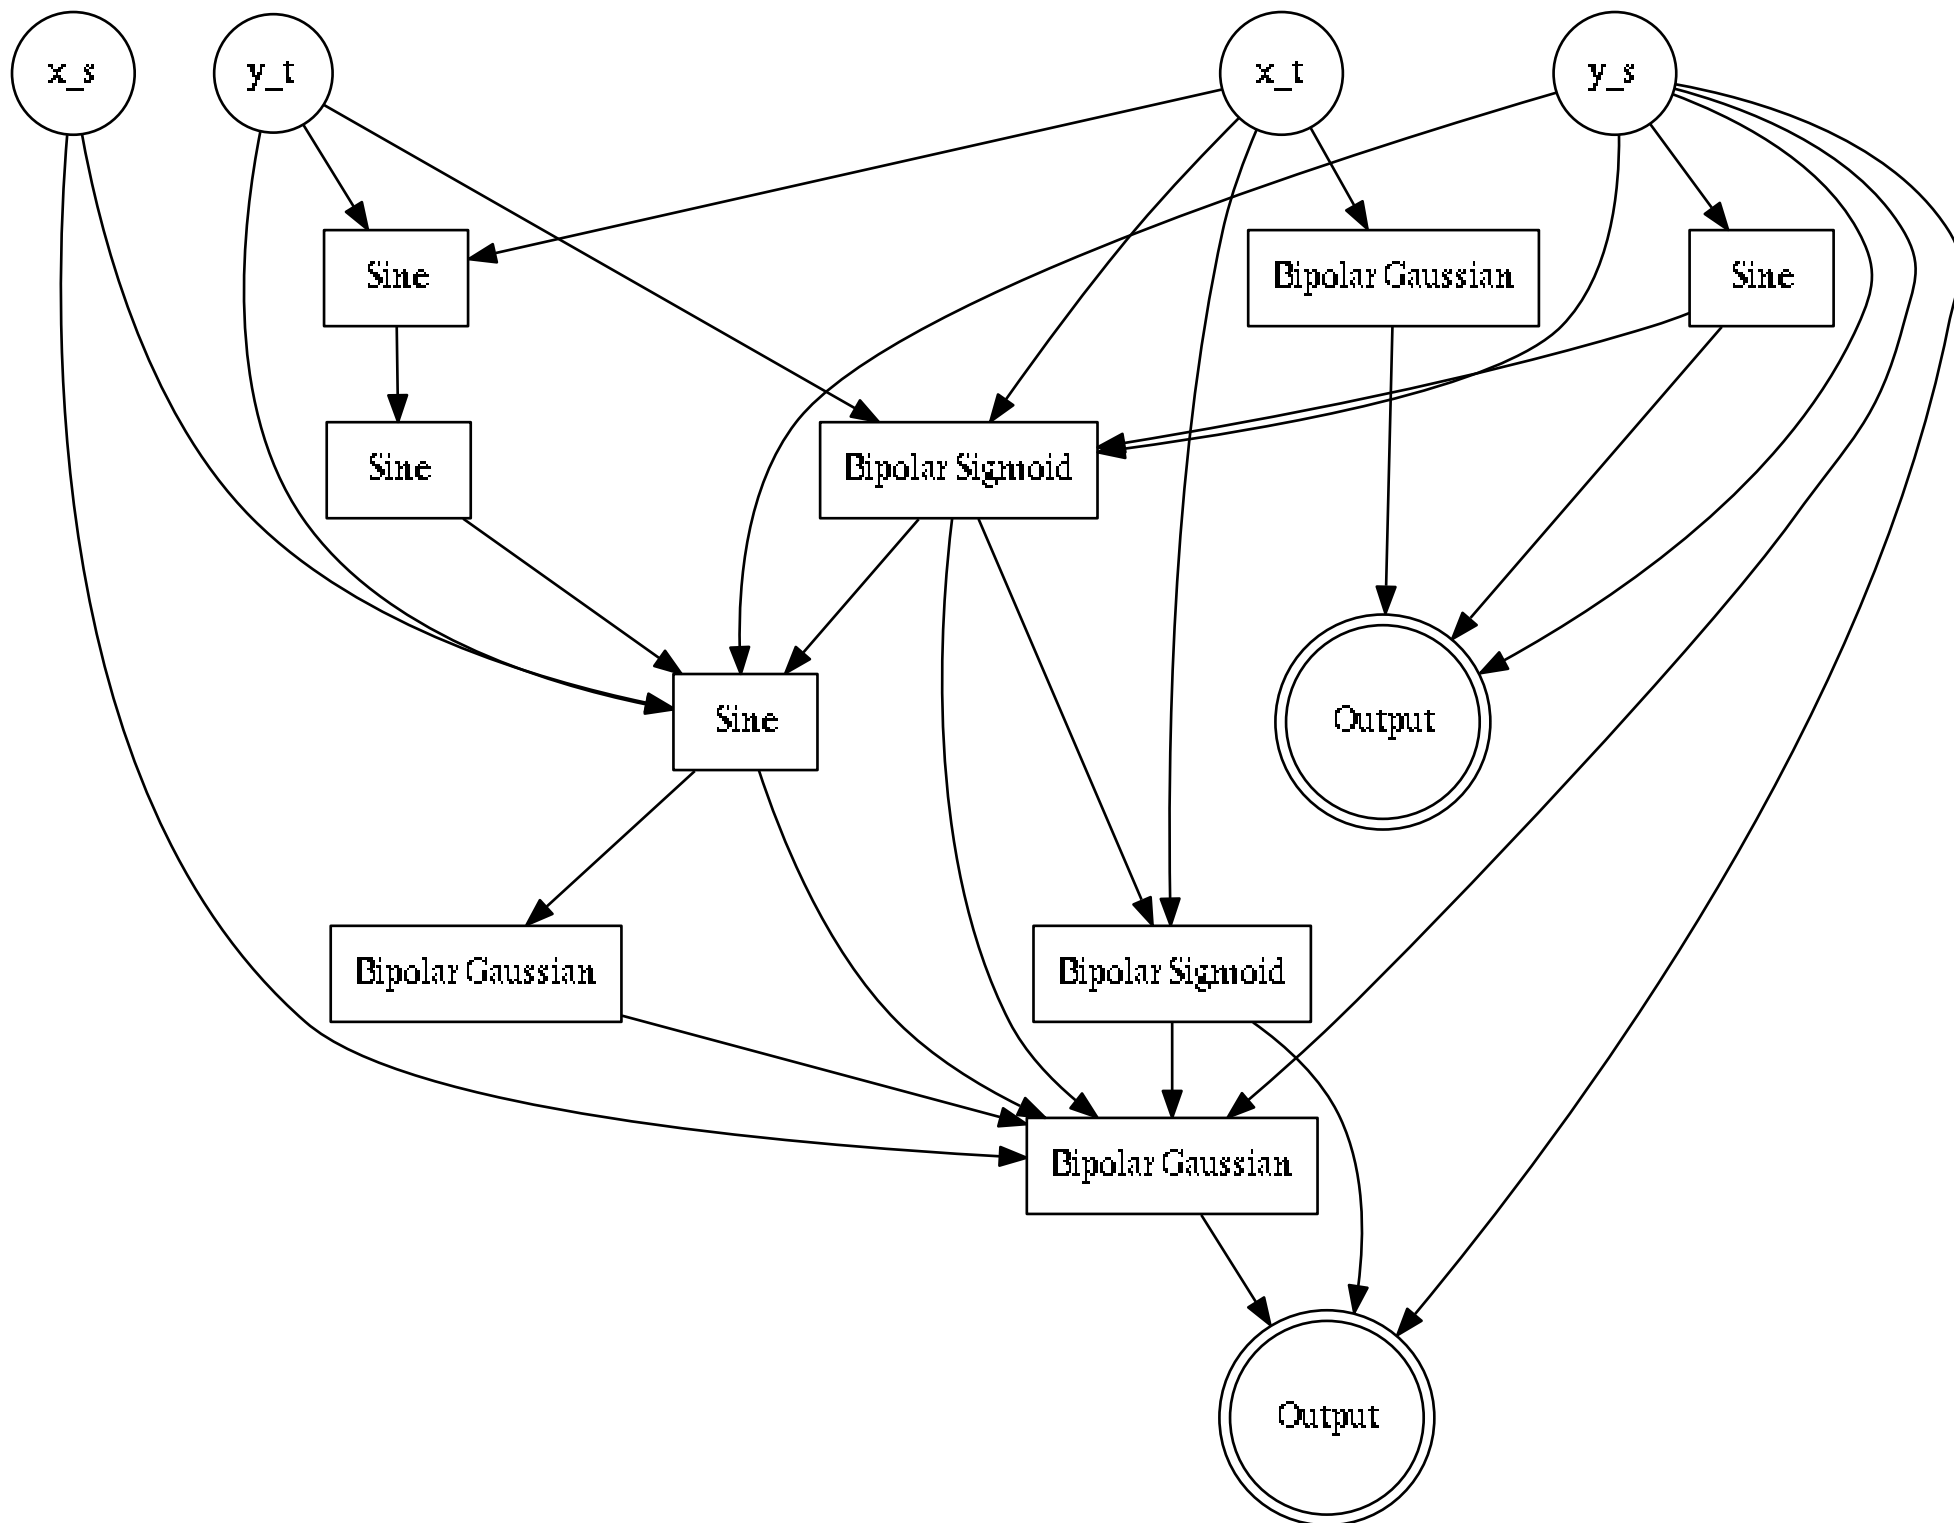 x_s
y_t
x_t
y_s
Sine
Bipolar Gaussian
Sine
Sine
Bipolar Sigmoid
Sine
Output
Bipolar Gaussian
Bipolar Sigmoid
Bipolar Gaussian
Output